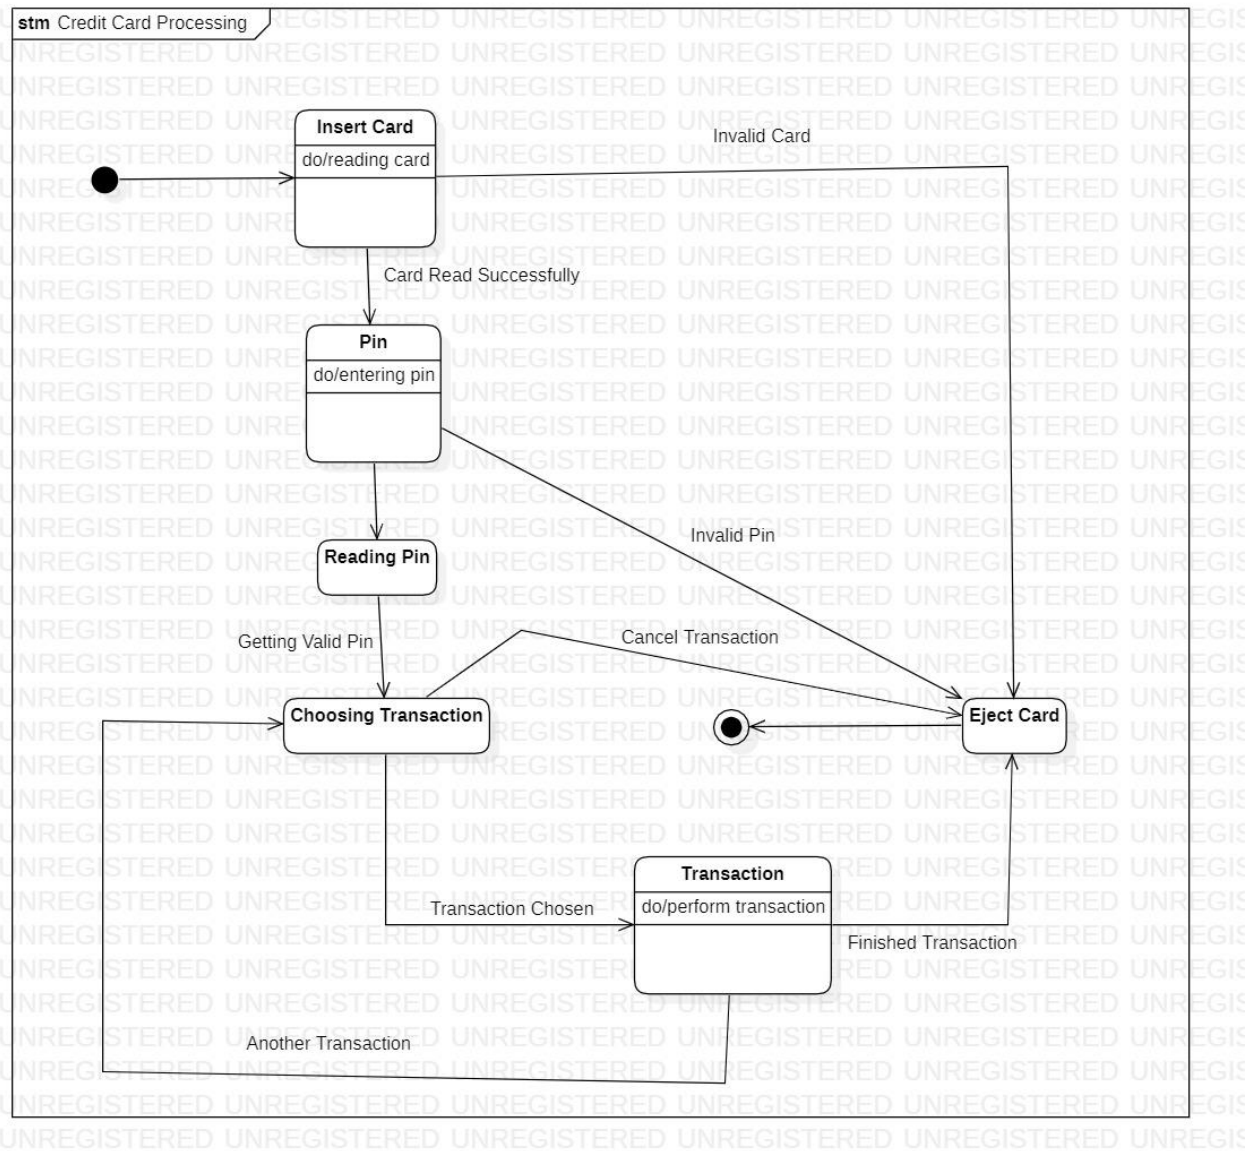 stm Credit Card Processing
Insert Card
do/reading card
Invalid Card
Card Read Successfully
Pin
do/entering pin
Invalid Pin
Reading Pin
Getting Valid Pin
Cancel Transaction
Choosing Transaction
Eject Card
Transaction
do/perform transaction
Transaction Chosen
Finished Transaction
Another Transaction
UNREGISTERED